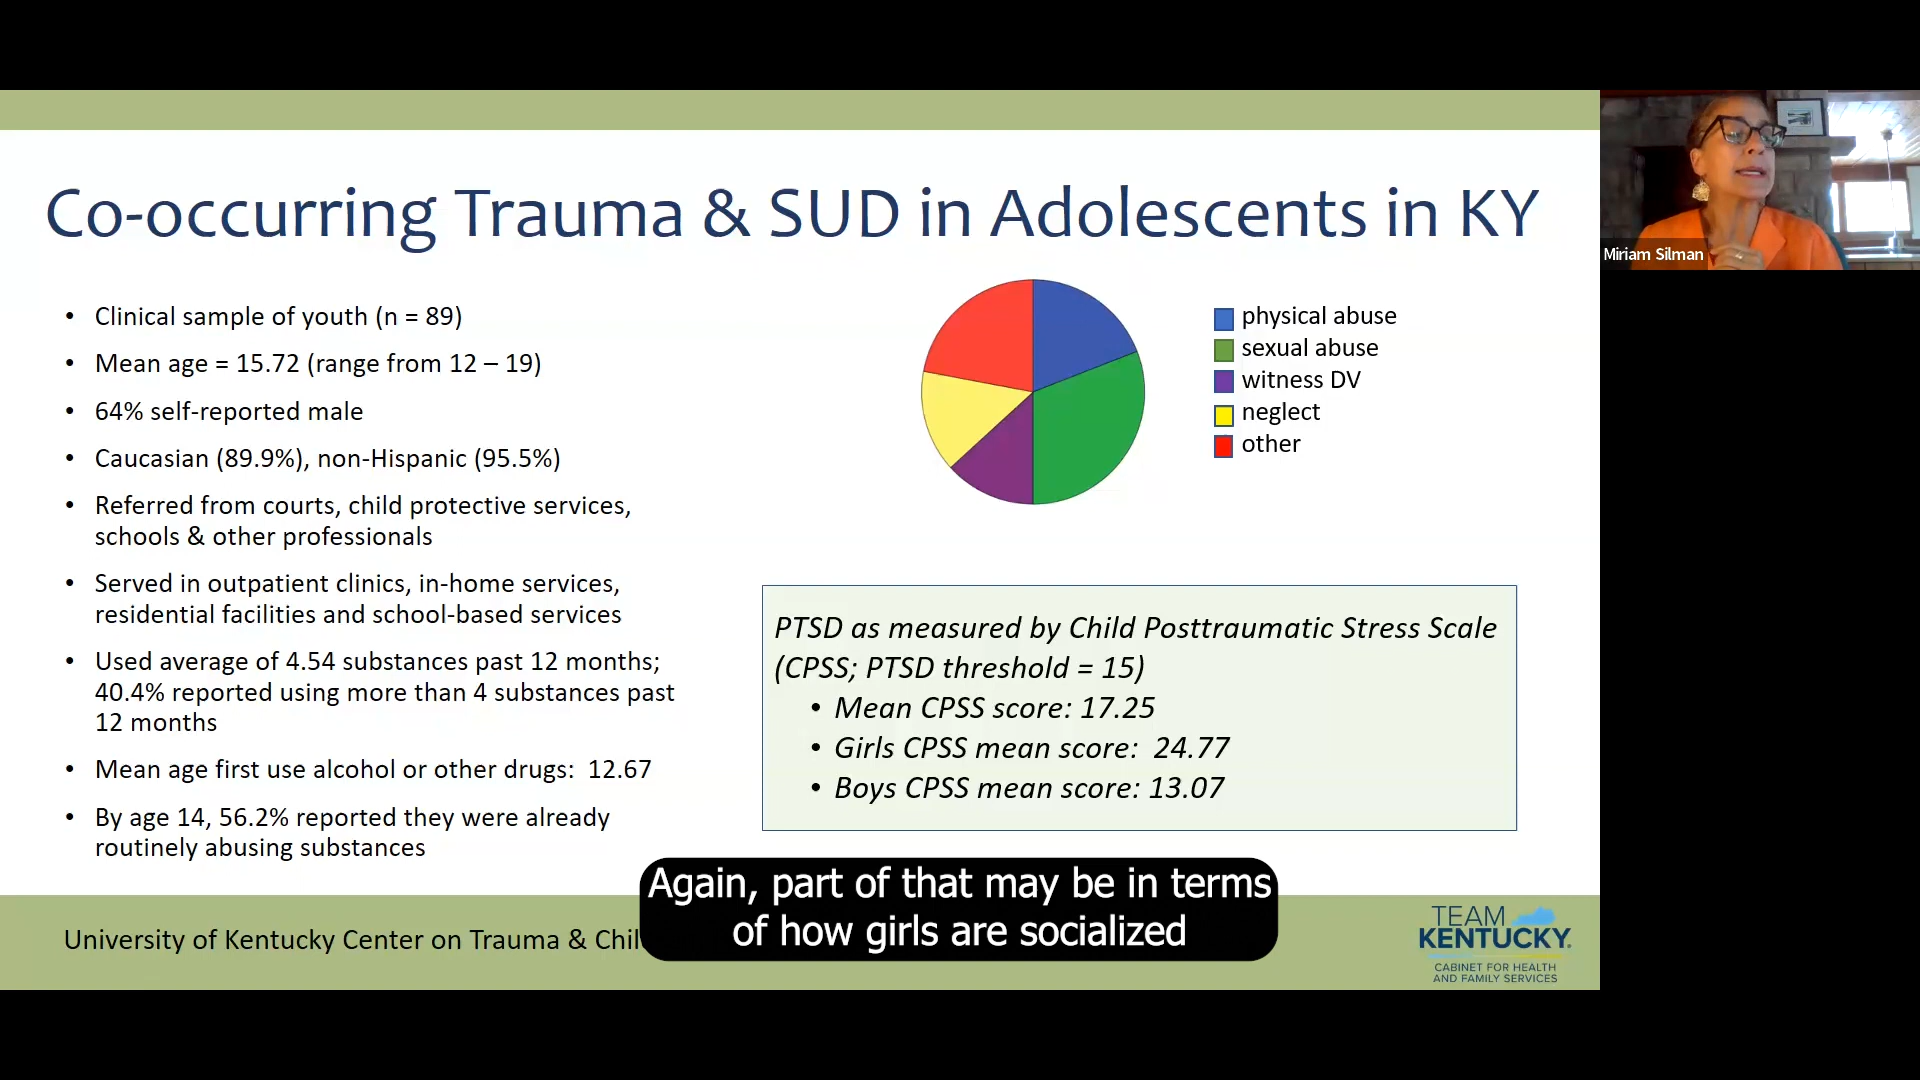 Co-occurring Trauma & SUD in Adolescents in KY
• Clinical sample of youth (n = 89)
• Mean age = 15.72 (range from 12 – 19)
• 64% self-reported male
• Caucasian (89.9%), non-Hispanic (95.5%)
• Referred from courts, child protective services,
schools & other professionals
• Served in outpatient clinics, in-home services,
residential facilities and school-based services
• Used average of 4.54 substances past 12 months;
40.4% reported using more than 4 substances past
12 months
• Mean age first use alcohol or other drugs: 12.67
• By age 14, 56.2% reported they were already
routinely abusing substances
physical abuse
sexual abuse
witness DV
neglect
other
PTSD as measured by Child Posttraumatic Stress Scale
(CPSS; PTSD threshold = 15)
• Mean CPSS score: 17.25
• Girls CPSS mean score: 24.77
• Boys CPSS mean score: 13.07
Miriam Silman
Again, part of that may be in terms
of how girls are socialized
University of Kentucky Center on Trauma &
TEAM
KENTUCKY.
CABINET FOR HEALTH
AND FAMILY SERVICES